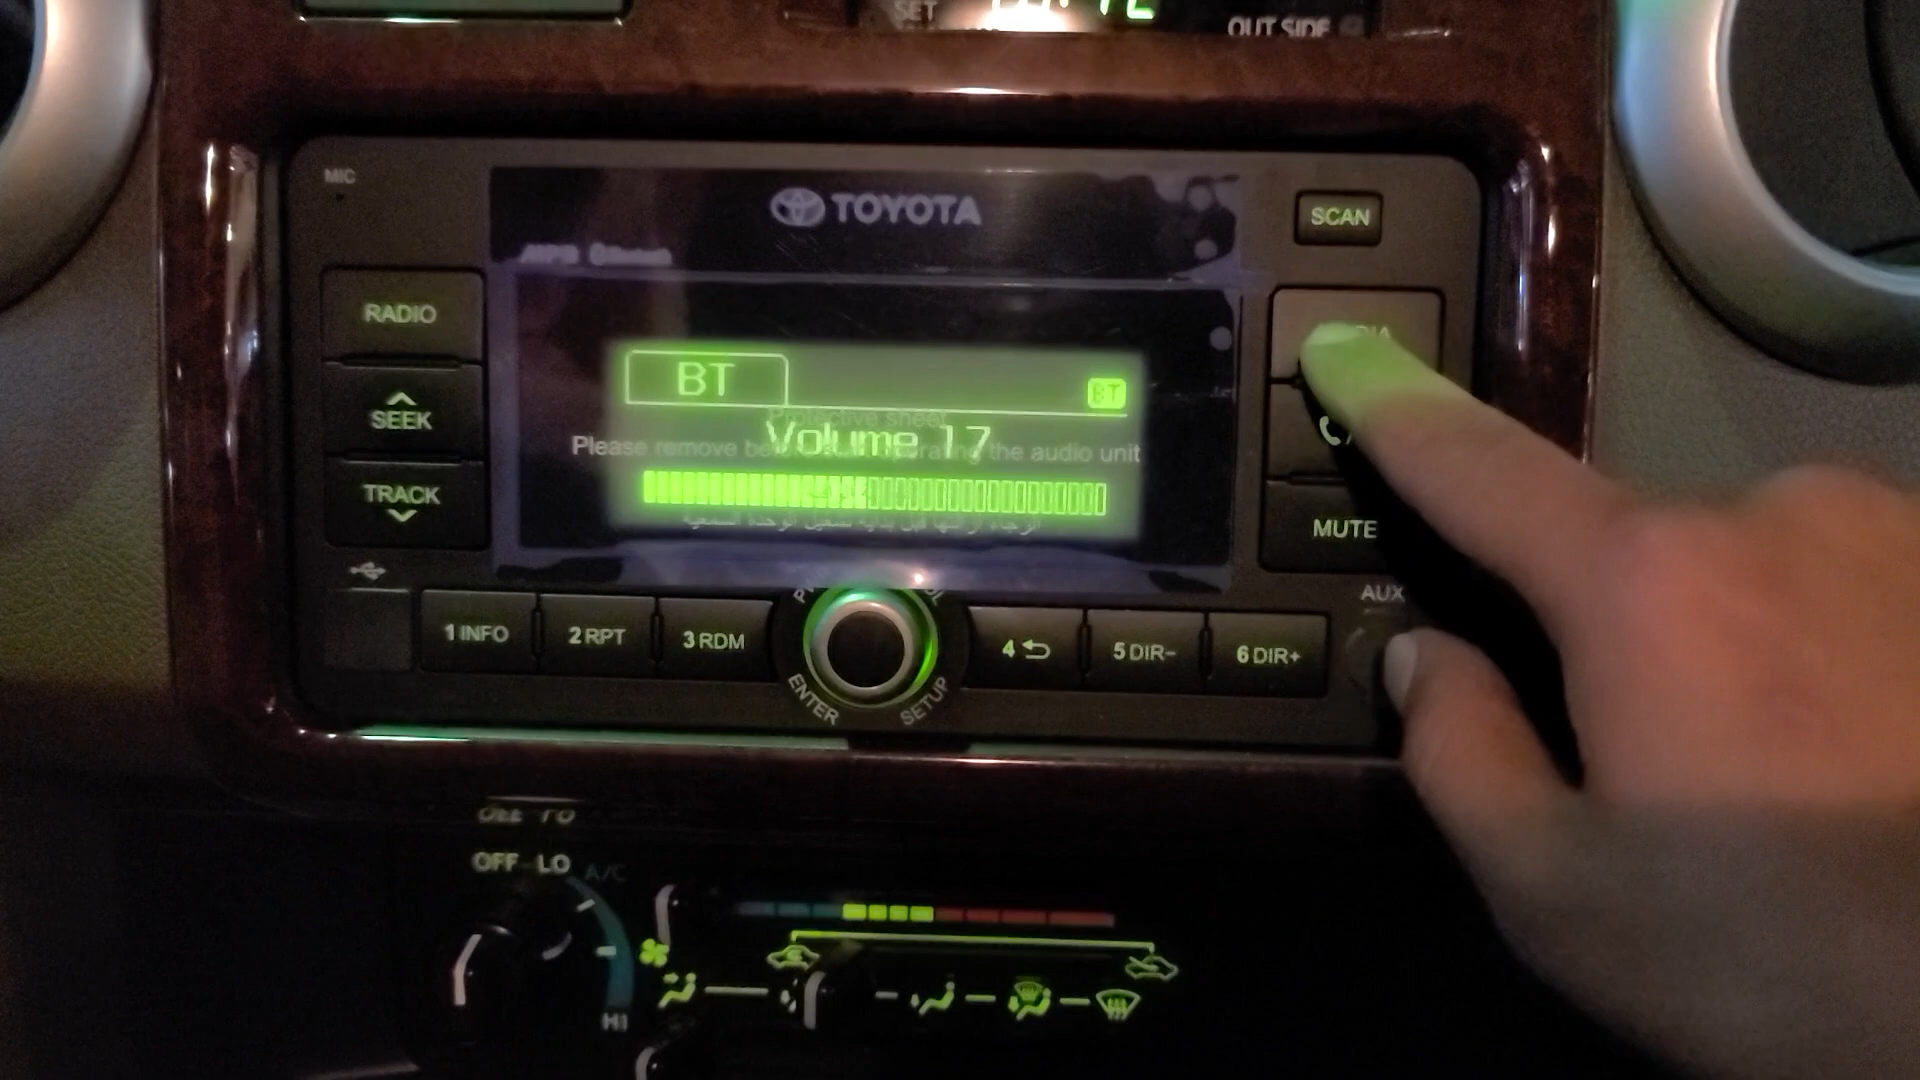 SET
OUT SIDE
MIC
TOYOTA
SCAN
RADIO
BT
BT
Protective sheet
Volume 17
Please remove operating the audio unit
SEEK
TRACK
MUTE
AUX
1 INFO
2 RPT
3 RDM
4
5 DIR-
6 DIR+
ENTER
SETUP
OFF LO
A/C
HI